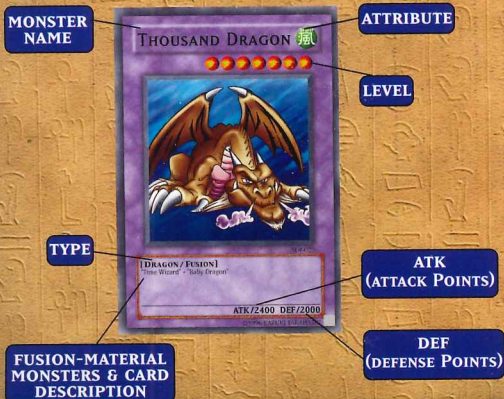 MONSTER
NAME
THOUSAND DRAGON 風
ATTRIBUTE
LEVEL
TYPE
[DRAGON/FUSION]
"Time Wizard" + "Baby Dragon"
ATK/2400 DEF/2000
ATK
(ATTACK POINTS)
DEF
(DEFENSE POINTS)
FUSION-MATERIAL
MONSTERS & CARD
DESCRIPTION